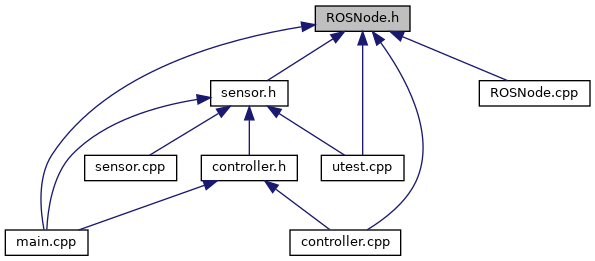 ROSNode.h
sensor.h
ROSNode.cpp
sensor.cpp
controller.h
utest.cpp
main.cpp
controller.cpp